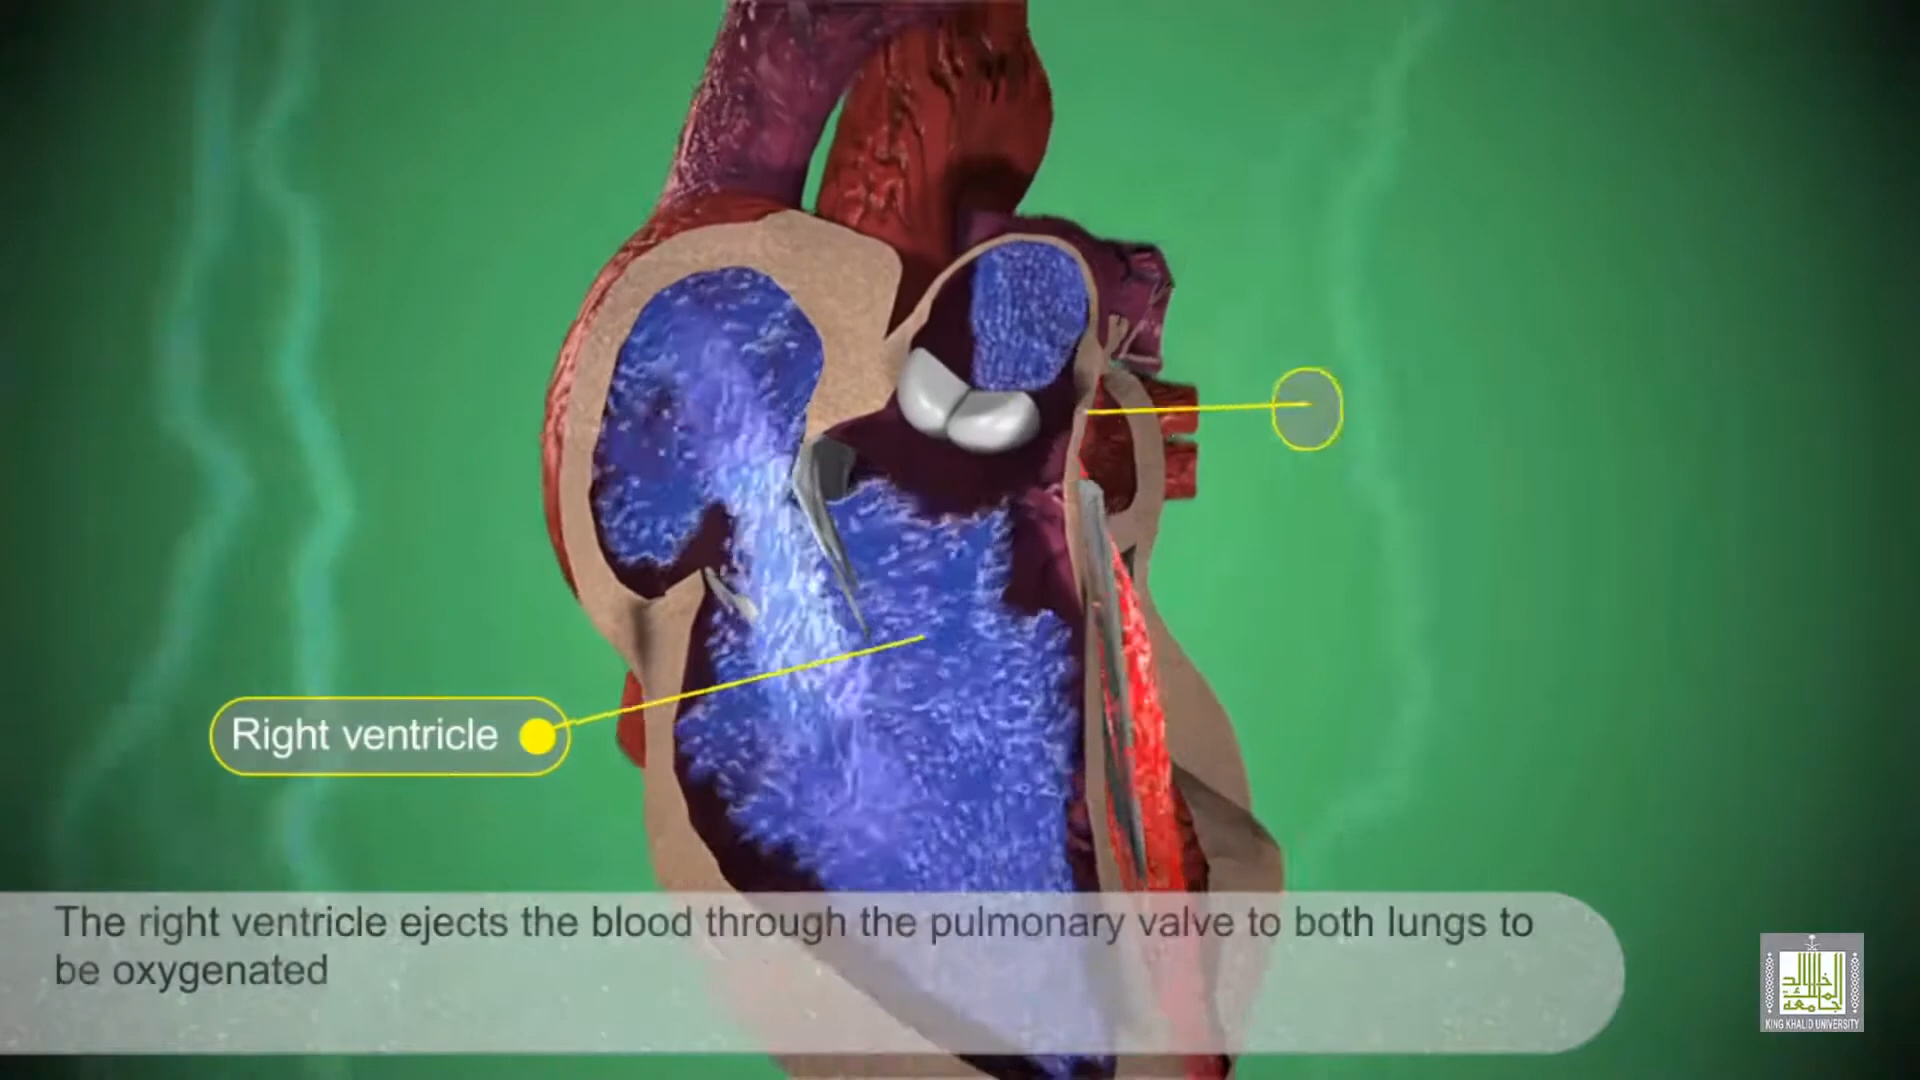 Right ventricle
The right ventricle ejects the blood through the pulmonary valve to both lungs to
be oxygenated
KING KHALID UNIVERSITY